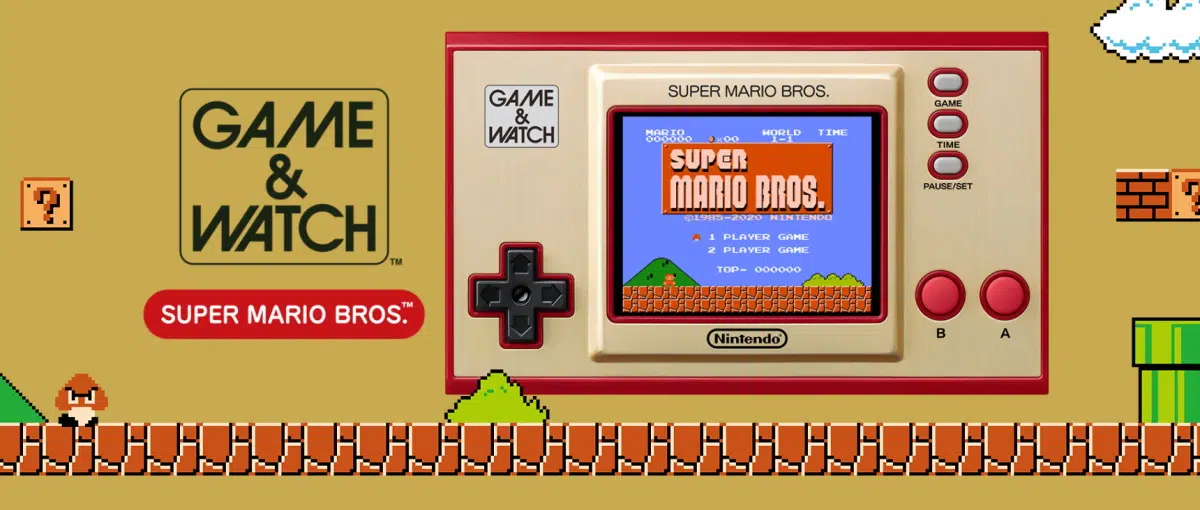 GAME
&
WATCH
TM
SUPER MARIO BROS.™
GAME
&
WATCH
SUPER MARIO BROS.
MARIO WORLD TIME
000000 ×00 1-1
SUPER
MARIO BROS.
©1985-2020 NINTENDO
1 PLAYER GAME
2 PLAYER GAME
TOP- 000000
Nintendo®
GAME
TIME
PAUSE/SET
B A
?
?